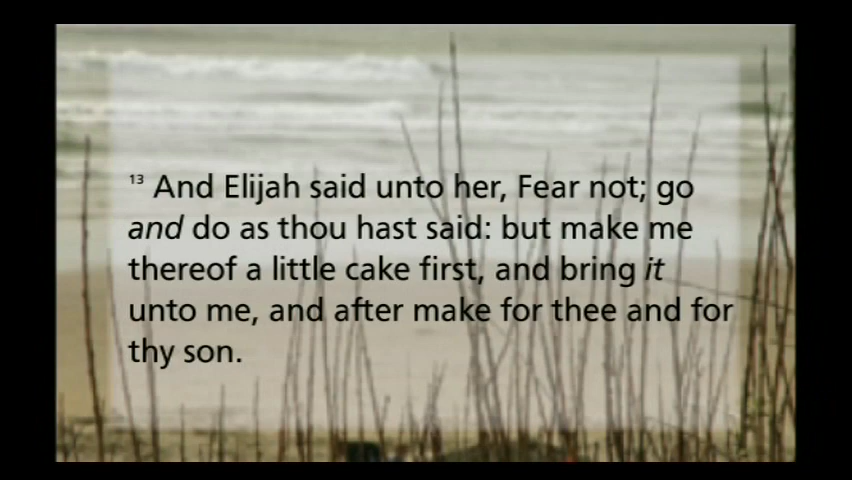 ¹³ And Elijah said unto her, Fear not; go
and do as thou hast said: but make me
thereof a little cake first, and bring it
unto me, and after make for thee and for
thy son.